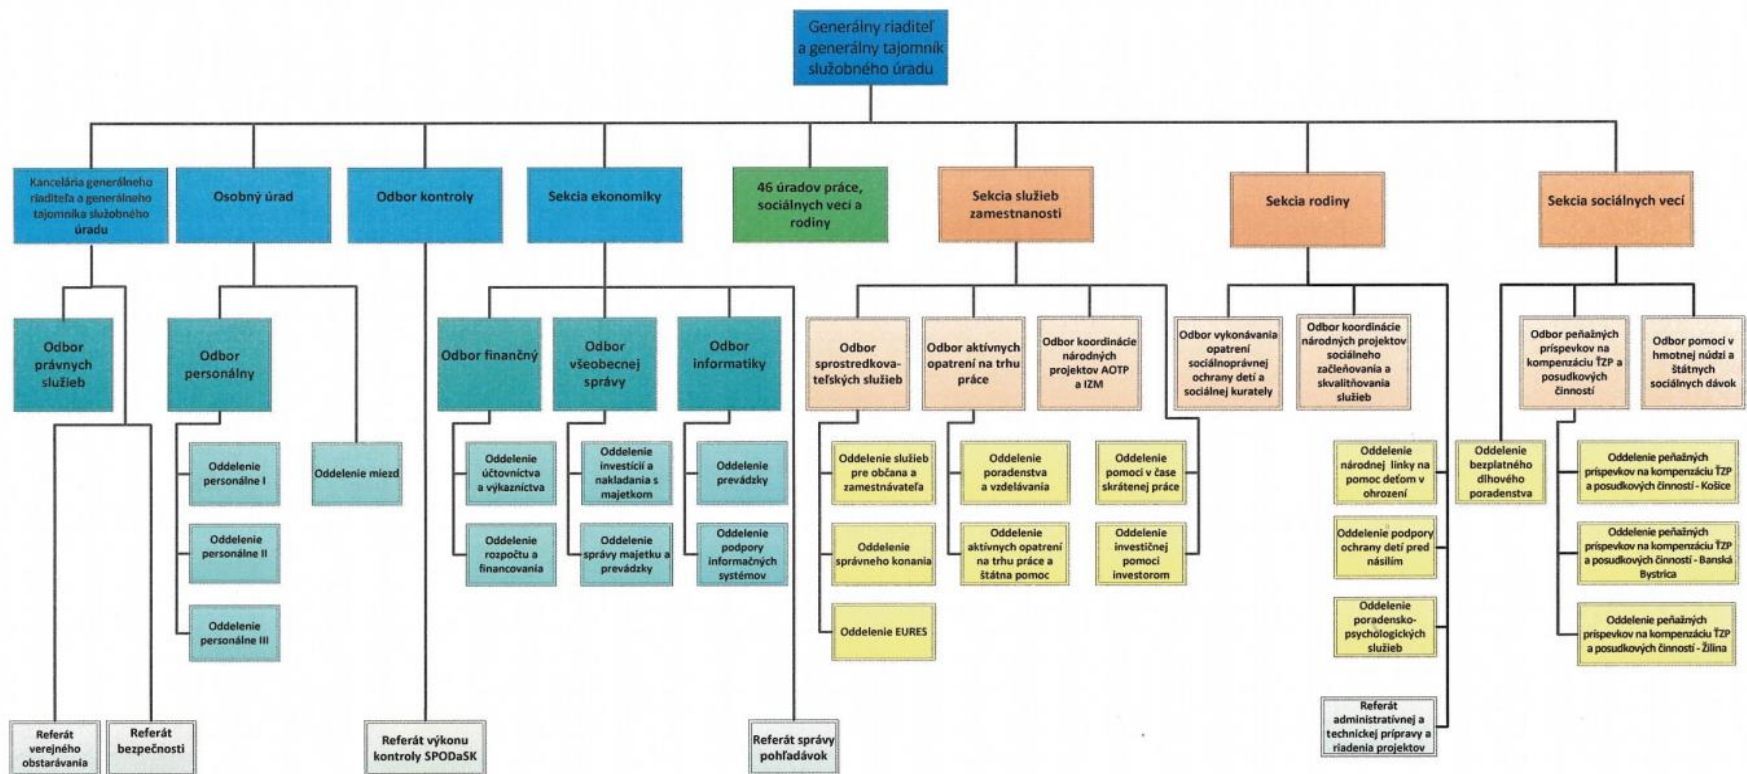 Generálny riaditeľ
a generálny tajomník
služobného úradu
Kancelária generálneho
riaditeľa a generálneho
tajomníka služobného
úradu
Osobný úrad
Odbor kontroly
Sekcia ekonomiky
46 úradov práce,
sociálnych vecí a
rodiny
Sekcia služieb
zamestnanosti
Sekcia rodiny
Sekcia sociálnych vecí
Odbor
právnych
služieb
Odbor
personálny
Odbor finančný
Odbor
všeobecnej
správy
Odbor
informatiky
Odbor
sprostredkova-
teľských služieb
Odbor aktívnych
opatrení na trhu
práce
Odbor koordinácie
národných
projektov AOTP
a IZM
Odbor vykonávania
opatrení
sociálnoprávnej
ochrany detí a
sociálnej kurately
Odbor koordinácie
národných projektov
sociálneho
začleňovania a
skvalitňovania
služieb
Odbor peňažných
príspevkov na
kompenzáciu ŤZP a
posudkových
činností
Odbor pomoci v
hmotnej núdzi a
štátnych
sociálnych dávok
Oddelenie
personálne I
Oddelenie miezd
Oddelenie
účtovníctva
a výkazníctva
Oddelenie
investícií a
nakladania s
majetkom
Oddelenie
prevádzky
Oddelenie služieb
pre občana a
zamestnávateľa
Oddelenie
poradenstva
a vzdelávania
Oddelenie
pomoci v čase
skrátenej práce
Oddelenie
národnej linky na
pomoc deťom v
ohrození
Oddelenie
bezplatného
dlhového
poradenstva
Oddelenie peňažných
príspevkov na kompenzáciu ŤZP
a posudkových činností - Košice
Oddelenie
personálne II
Oddelenie
rozpočtu a
financovania
Oddelenie
správy majetku a
prevádzky
Oddelenie
podpory
informačných
systémov
Oddelenie
správneho konania
Oddelenie
aktívnych opatrení
na trhu práce a
štátna pomoc
Oddelenie
investičnej
pomoci
investorom
Oddelenie podpory
ochrany detí pred
násilím
Oddelenie peňažných
príspevkov na kompenzáciu ŤZP
a posudkových činností - Banská
Bystrica
Oddelenie
personálne III
Oddelenie EURES
Oddelenie
poradensko-
psychologických
služieb
Oddelenie peňažných
príspevkov na kompenzáciu ŤZP
a posudkových činností - Žilina
Referát
verejného
obstarávania
Referát
bezpečnosti
Referát výkonu
kontroly SPODaSK
Referát správy
pohľadávok
Referát
administratívnej a
technickej prípravy a
riadenia projektov